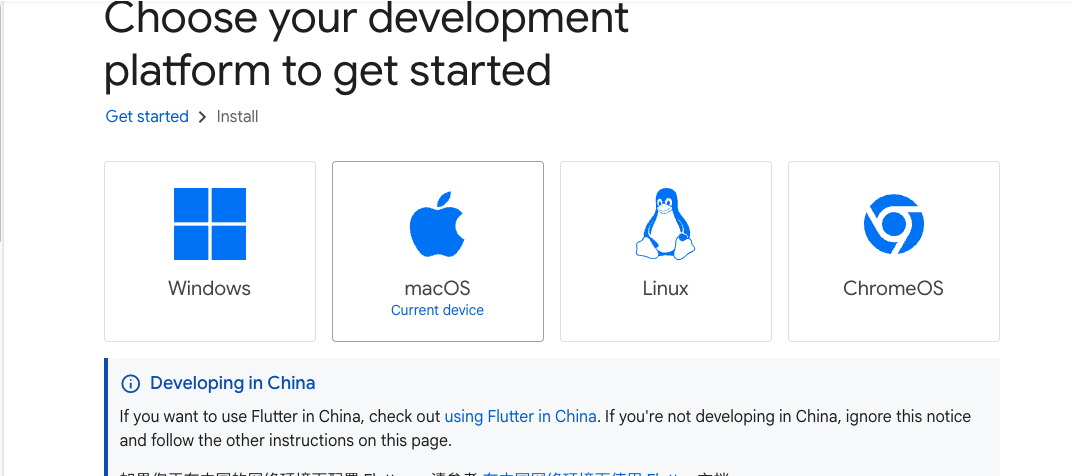 Choose your development
platform to get started
Get started > Install
Windows
macOS
Current device
Linux
ChromeOS
Developing in China
If you want to use Flutter in China, check out using Flutter in China. If you're not developing in China, ignore this notice
and follow the other instructions on this page.